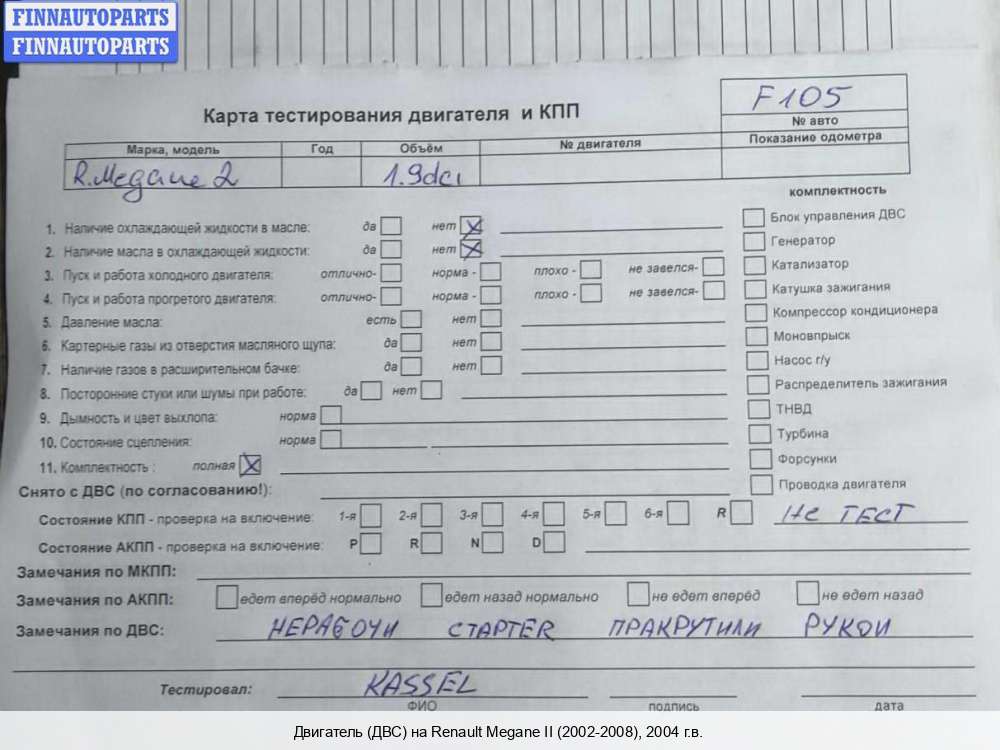 FINNAUTOPARTS
FINNAUTOPARTS
F105
Карта тестирования двигателя и КПП
№ авто
Марка, модель Год Объём № двигателя Показание одометра
R.Megane 2 1.9dci
комплектность
1. Наличие охлаждающей жидкости в масле: да нет X Блок управления ДВС
2. Наличие масла в охлаждающей жидкости: да нет X Генератор
3. Пуск и работа холодного двигателя: отлично- норма - плохо - не завелся- Катализатор
4. Пуск и работа прогретого двигателя: отлично- норма - плохо - не завелся- Катушка зажигания
5. Давление масла: есть нет Компрессор кондиционера
6. Картерные газы из отверстия масляного щупа: да нет Моновпрыск
7. Наличие газов в расширительном бачке: да нет Насос г/у
8. Посторонние стуки или шумы при работе: да нет Распределитель зажигания
9. Дымность и цвет выхлопа: норма ТНВД
10. Состояние сцепления: норма Турбина
11. Комплектность : полная X Форсунки
Снято с ДВС (по согласованию!): Проводка двигателя
Состояние КПП - проверка на включение: 1-я 2-я 3-я 4-я 5-я 6-я R НЕ ТЕСТ
Состояние АКПП - проверка на включение: P R N D
Замечания по МКПП:
Замечания по АКПП: едет вперёд нормально едет назад нормально не едет вперёд не едет назад
Замечания по ДВС: НЕРАБОЧИ СТАРТЕR ПРАКРУТИЛИ РУКОИ
Тестировал: KASSEL
ФИО подпись дата
Двигатель (ДВС) на Renault Megane II (2002-2008), 2004 г.в.